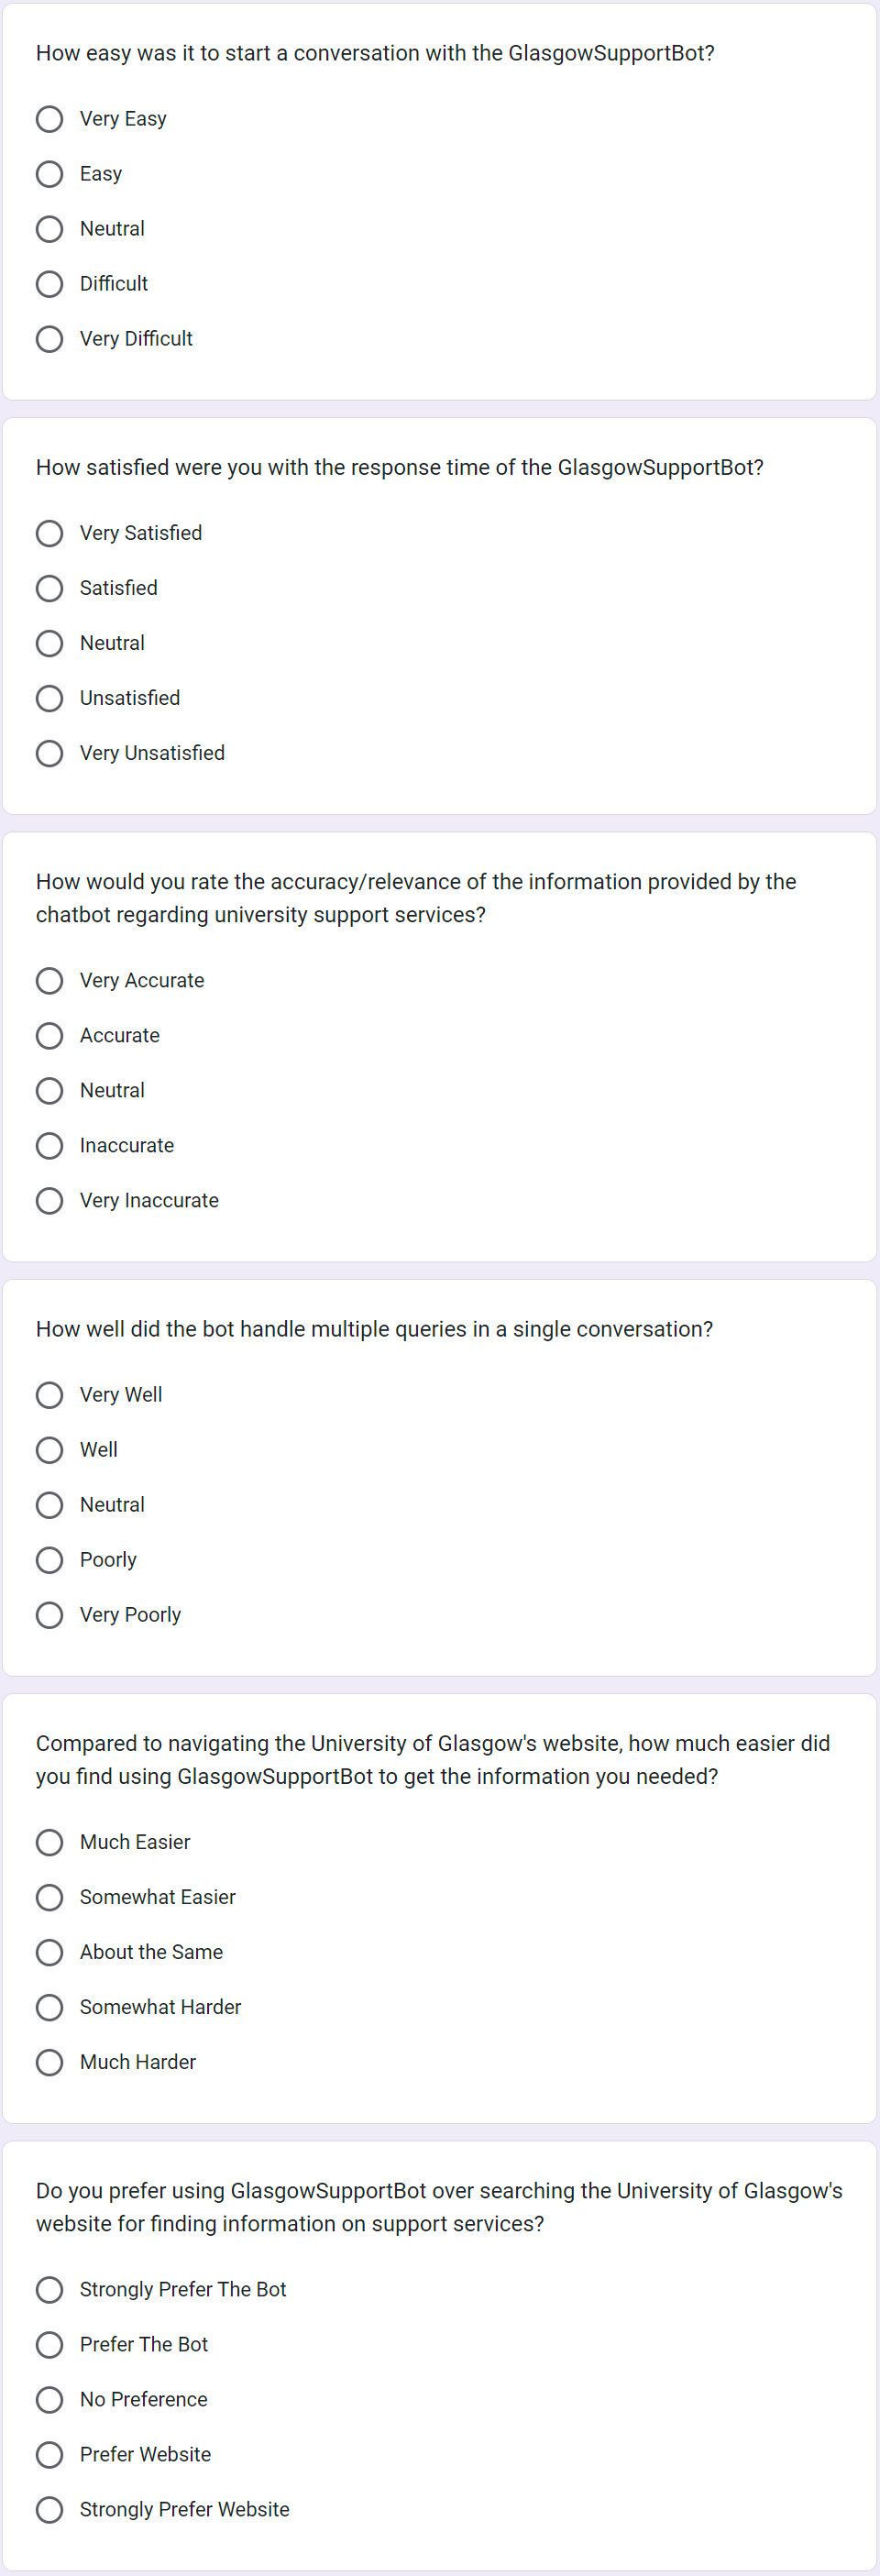 How easy was it to start a conversation with the GlasgowSupportBot?
Very Easy
Easy
Neutral
Difficult
Very Difficult
How satisfied were you with the response time of the GlasgowSupportBot?
Very Satisfied
Satisfied
Neutral
Unsatisfied
Very Unsatisfied
How would you rate the accuracy/relevance of the information provided by the
chatbot regarding university support services?
Very Accurate
Accurate
Neutral
Inaccurate
Very Inaccurate
How well did the bot handle multiple queries in a single conversation?
Very Well
Well
Neutral
Poorly
Very Poorly
Compared to navigating the University of Glasgow's website, how much easier did
you find using GlasgowSupportBot to get the information you needed?
Much Easier
Somewhat Easier
About the Same
Somewhat Harder
Much Harder
Do you prefer using GlasgowSupportBot over searching the University of Glasgow's
website for finding information on support services?
Strongly Prefer The Bot
Prefer The Bot
No Preference
Prefer Website
Strongly Prefer Website